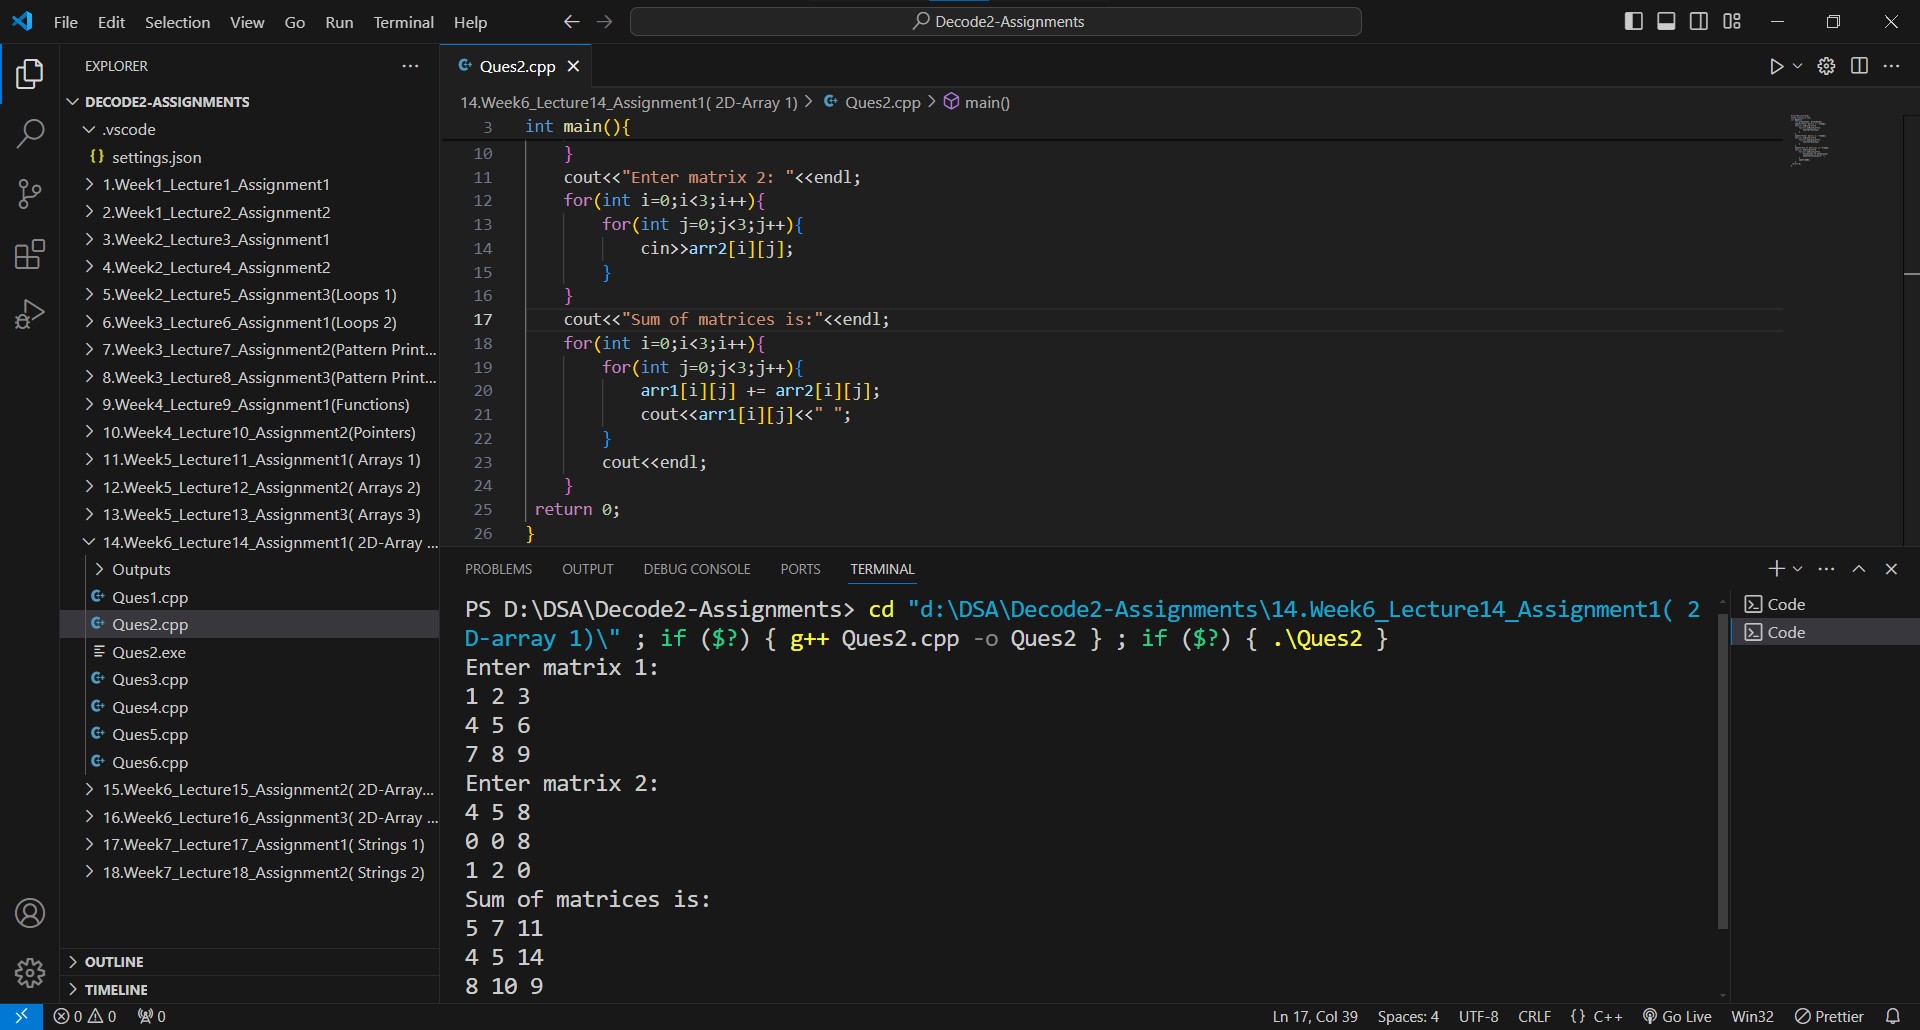 File Edit Selection View Go Run Terminal Help
Decode2-Assignments
EXPLORER
DECODE2-ASSIGNMENTS
.vscode
{} settings.json
1.Week1_Lecture1_Assignment1
2.Week1_Lecture2_Assignment2
3.Week2_Lecture3_Assignment1
4.Week2_Lecture4_Assignment2
5.Week2_Lecture5_Assignment3(Loops 1)
6.Week3_Lecture6_Assignment1(Loops 2)
7.Week3_Lecture7_Assignment2(Pattern Print...
8.Week3_Lecture8_Assignment3(Pattern Print...
9.Week4_Lecture9_Assignment1(Functions)
10.Week4_Lecture10_Assignment2(Pointers)
11.Week5_Lecture11_Assignment1( Arrays 1)
12.Week5_Lecture12_Assignment2( Arrays 2)
13.Week5_Lecture13_Assignment3( Arrays 3)
14.Week6_Lecture14_Assignment1( 2D-Array ...
Outputs
Ques1.cpp
Ques2.cpp
Ques2.exe
Ques3.cpp
Ques4.cpp
Ques5.cpp
Ques6.cpp
15.Week6_Lecture15_Assignment2( 2D-Array...
16.Week6_Lecture16_Assignment3( 2D-Array ...
17.Week7_Lecture17_Assignment1( Strings 1)
18.Week7_Lecture18_Assignment2( Strings 2)
OUTLINE
TIMELINE
Ques2.cpp
14.Week6_Lecture14_Assignment1( 2D-Array 1) > Ques2.cpp > main()
3 int main(){
10 }
11 cout<<"Enter matrix 2: "<<endl;
12 for(int i=0;i<3;i++){
13 for(int j=0;j<3;j++){
14 cin>>arr2[i][j];
15 }
16 }
17 cout<<"Sum of matrices is:"<<endl;
18 for(int i=0;i<3;i++){
19 for(int j=0;j<3;j++){
20 arr1[i][j] += arr2[i][j];
21 cout<<arr1[i][j]<<" ";
22 }
23 cout<<endl;
24 }
25 return 0;
26 }
PROBLEMS OUTPUT DEBUG CONSOLE PORTS TERMINAL
PS D:\DSA\Decode2-Assignments> cd "d:\DSA\Decode2-Assignments\14.Week6_Lecture14_Assignment1( 2
D-array 1)\" ; if ($?) { g++ Ques2.cpp -o Ques2 } ; if ($?) { .\Ques2 }
Enter matrix 1:
1 2 3
4 5 6
7 8 9
Enter matrix 2:
4 5 8
0 0 8
1 2 0
Sum of matrices is:
5 7 11
4 5 14
8 10 9
Code
Code
0 0 0
Ln 17, Col 39 Spaces: 4 UTF-8 CRLF {} C++ Go Live Win32 Prettier